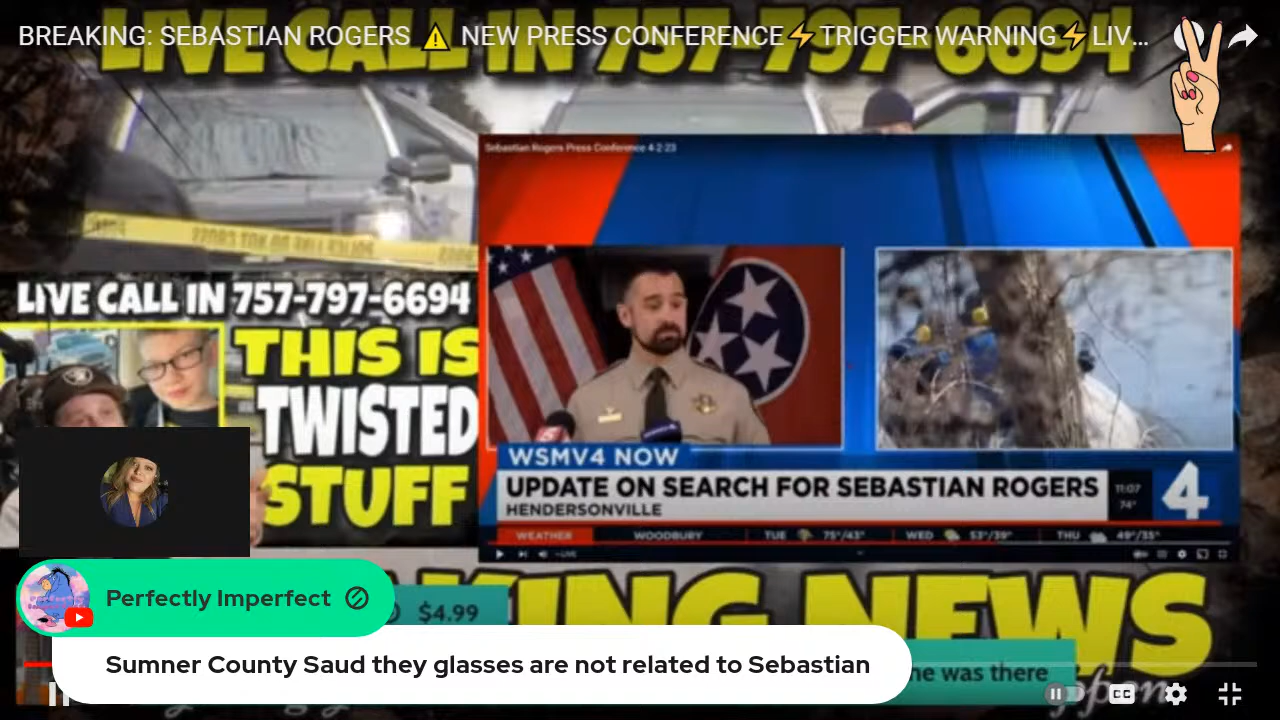 LIVE CALL IN 757-797-6694
BREAKING: SEBASTIAN ROGERS ⚠️ NEW PRESS CONFERENCE⚡TRIGGER WARNING⚡LIV...
Sebastian Rogers Press Conference 4-2-23
LIVE CALL IN 757-797-6694
THIS IS
TWISTED
STUFF
WSMV4 NOW
UPDATE ON SEARCH FOR SEBASTIAN ROGERS
HENDERSONVILLE
11:07
74°
4
WEATHER WOODBURY TUE 75°/43° WED 53°/39° THU 49°/35°
LIVE
KING NEWS
Perfectly Imperfect
$4.99
Sumner County Saud they glasses are not related to Sebastian
he was there
CC